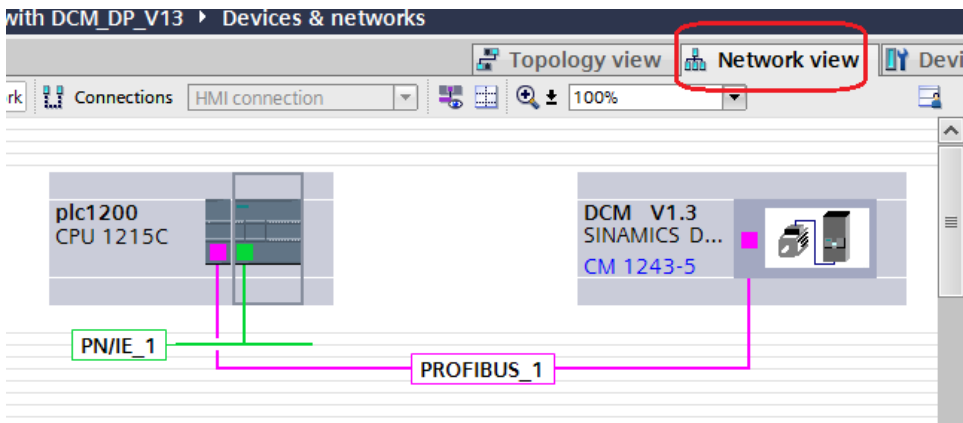 with DCM_DP_V13 ▸ Devices & networks
Topology view Network view Devi
rk Connections HMI connection 100%
plc1200
CPU 1215C
DCM V1.3
SINAMICS D...
CM 1243-5
PN/IE_1
PROFIBUS_1